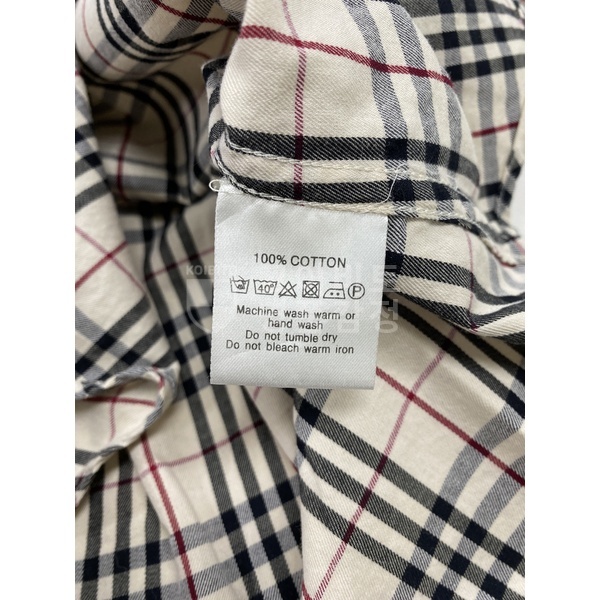 100% COTTON
40°
P
Machine wash warm or
hand wash
Do not tumble dry
Do not bleach warm iron